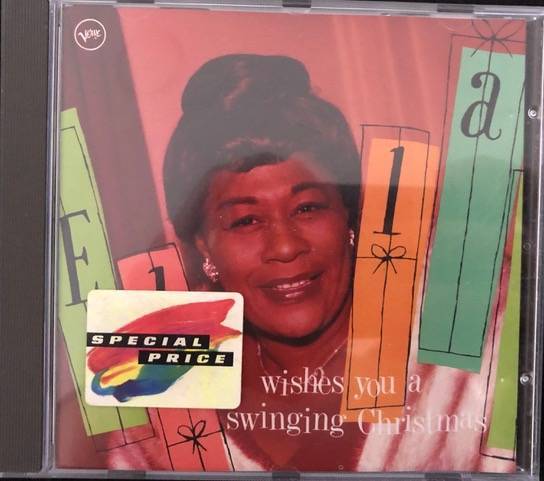 Verve
E l l a
SPECIAL
PRICE
wishes you a
swinging Christmas